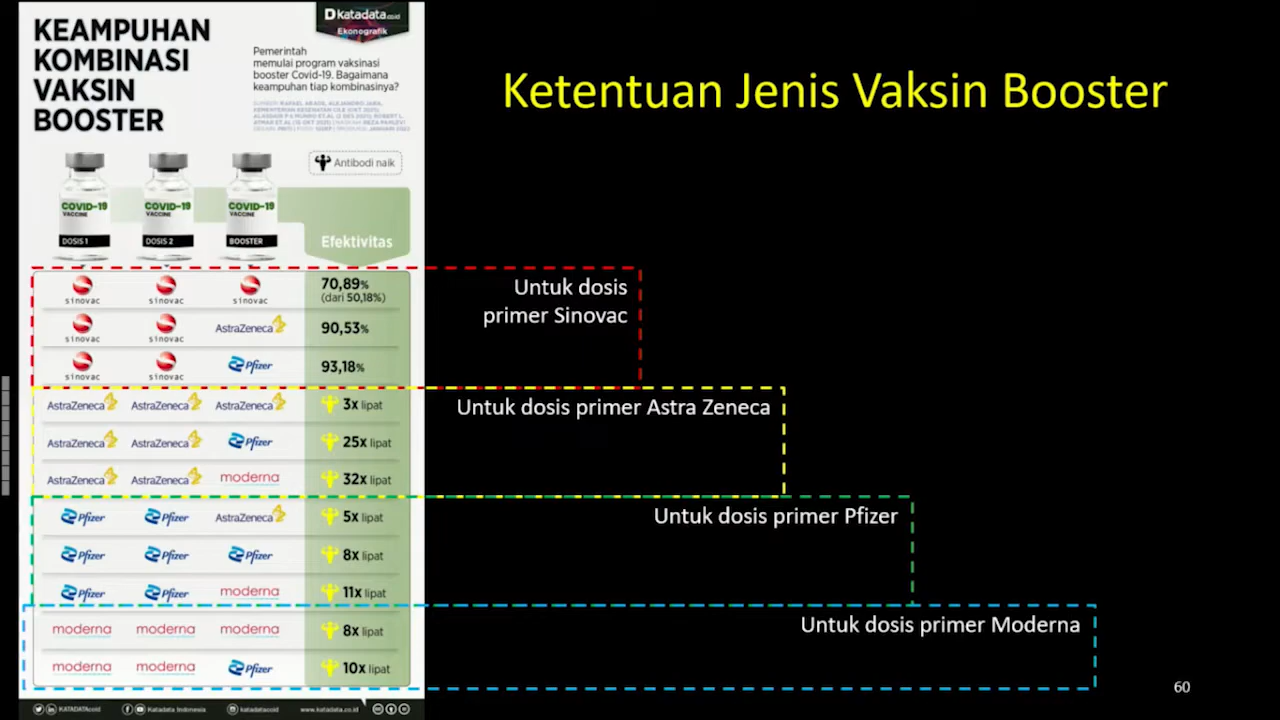 KEAMPUHAN
KOMBINASI
VAKSIN
BOOSTER
Dkatadata.co.id
Ekonografik
Pemerintah
memulai program vaksinasi
booster Covid-19. Bagaimana
keampuhan tiap kombinasinya?
Ketentuan Jenis Vaksin Booster
Antibodi naik
COVID-19 COVID-19 COVID-19
VACCINE VACCINE VACCINE
DOSIS 1 DOSIS 2 BOOSTER
Efektivitas
sinovac sinovac sinovac 70,89%
(dari 50,18%)
sinovac sinovac AstraZeneca 90,53%
sinovac sinovac Pfizer 93,18%
Untuk dosis
primer Sinovac
AstraZeneca AstraZeneca AstraZeneca 3x lipat
AstraZeneca AstraZeneca Pfizer 25x lipat
AstraZeneca AstraZeneca moderna 32x lipat
Untuk dosis primer Astra Zeneca
Pfizer Pfizer AstraZeneca 5x lipat
Pfizer Pfizer Pfizer 8x lipat
Pfizer Pfizer moderna 11x lipat
Untuk dosis primer Pfizer
moderna moderna moderna 8x lipat
moderna moderna Pfizer 10x lipat
Untuk dosis primer Moderna
KATADATAcoid Katadata Indonesia katadatacoid www.katadata.co.id
60